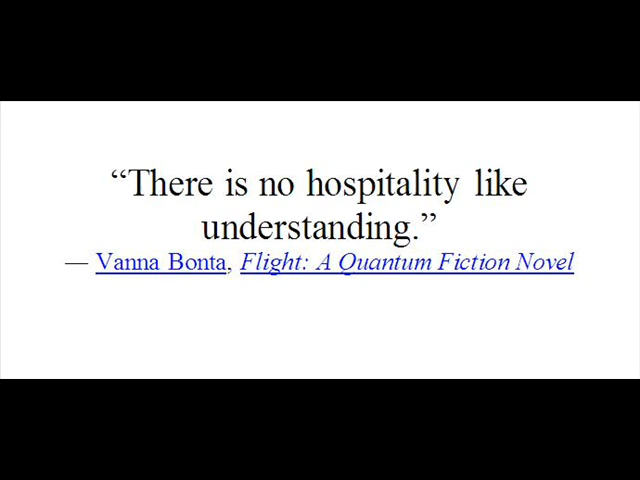 “There is no hospitality like
understanding.”
— Vanna Bonta, Flight: A Quantum Fiction Novel